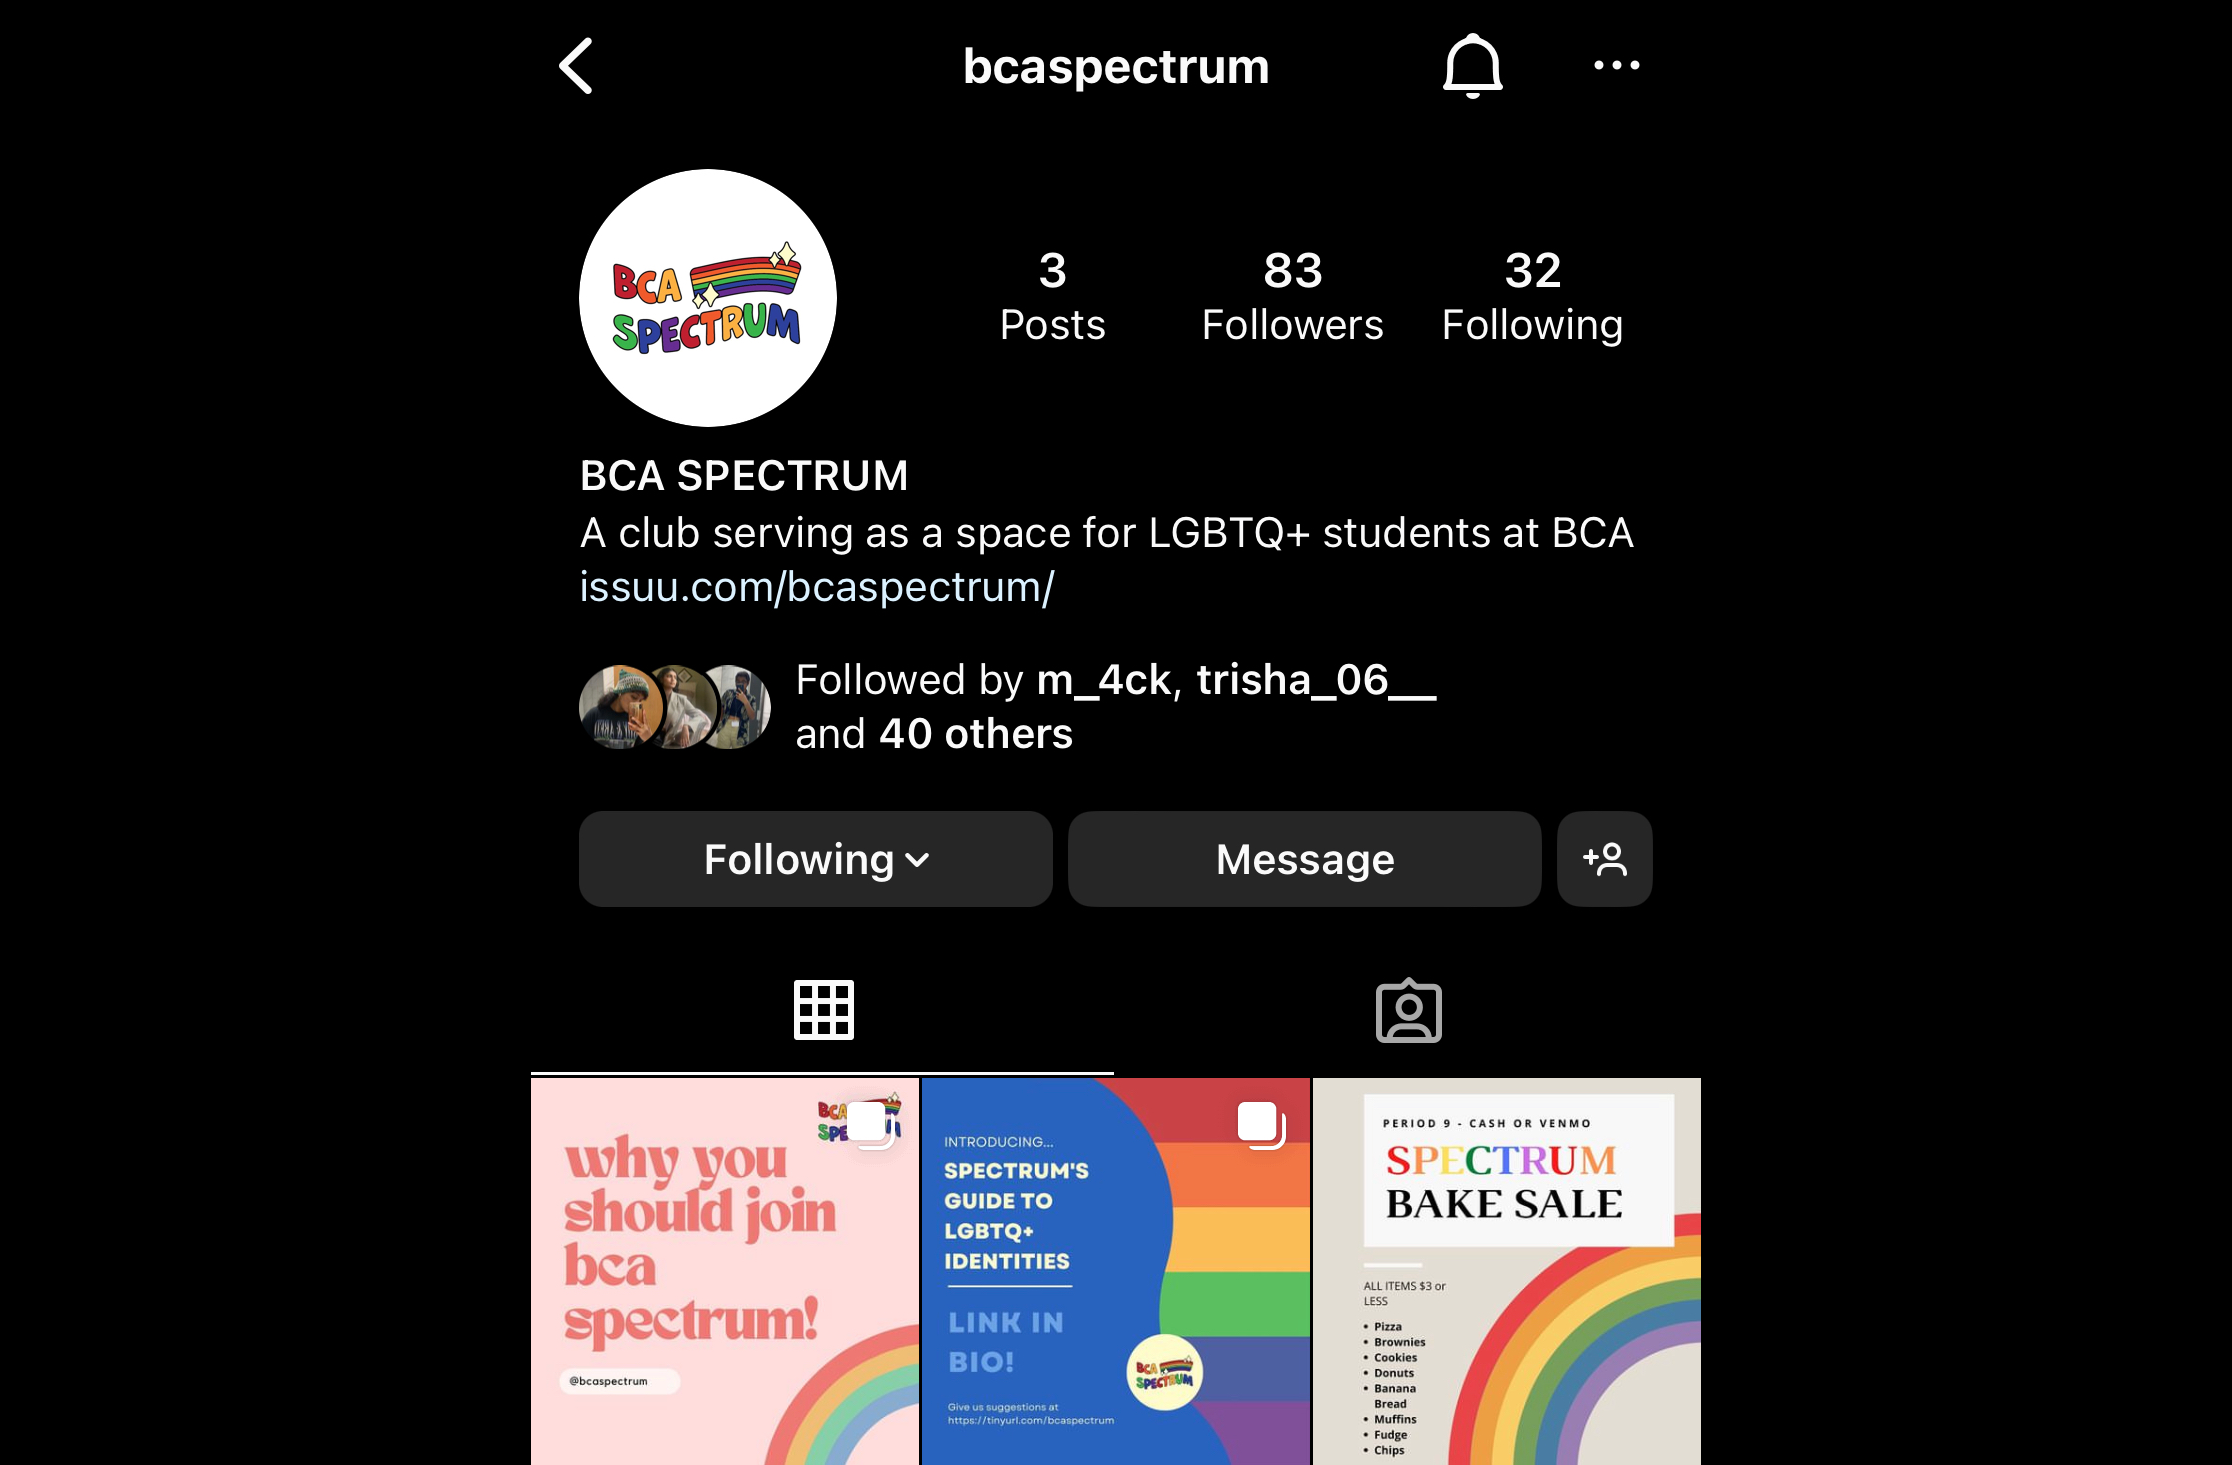 bcaspectrum
BCA
SPECTRUM
3
Posts
83
Followers
32
Following
BCA SPECTRUM
A club serving as a space for LGBTQ+ students at BCA
issuu.com/bcaspectrum/
Followed by m_4ck, trisha_06__
and 40 others
Following
Message
why you
should join
bca
spectrum!
@bcaspectrum
INTRODUCING...
SPECTRUM'S
GUIDE TO
LGBTQ+
IDENTITIES
LINK IN
BIO!
BCA
SPECTRUM
Give us suggestions at
https://tinyurl.com/bcaspectrum
PERIOD 9 - CASH OR VENMO
SPECTRUM
BAKE SALE
ALL ITEMS $3 or
LESS
• Pizza
• Brownies
• Cookies
• Donuts
• Banana
Bread
• Muffins
• Fudge
• Chips